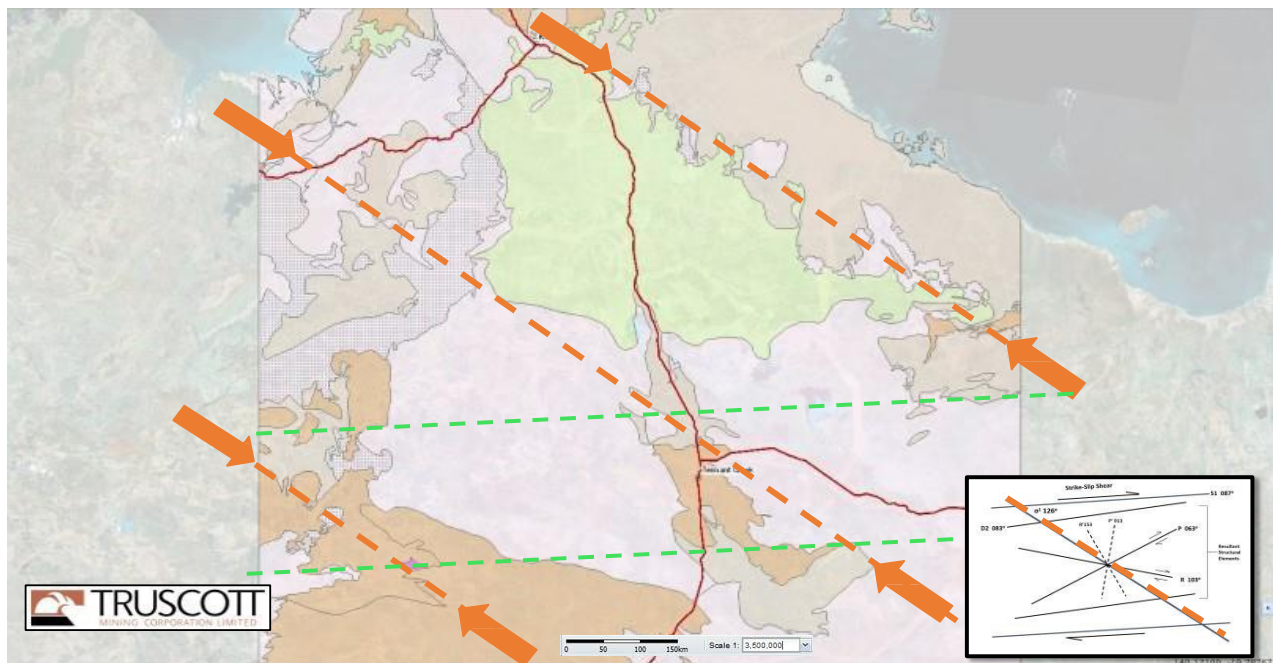 Tennant Creek
Strike-Slip Shear
S1 087°
σ¹ 126°
D2 083°
P 063°
Resultant
Structural
Elements
R 103°
TRUSCOTT
MINING CORPORATION LIMITED
0 50 100 150km
Scale 1: 3,500,000